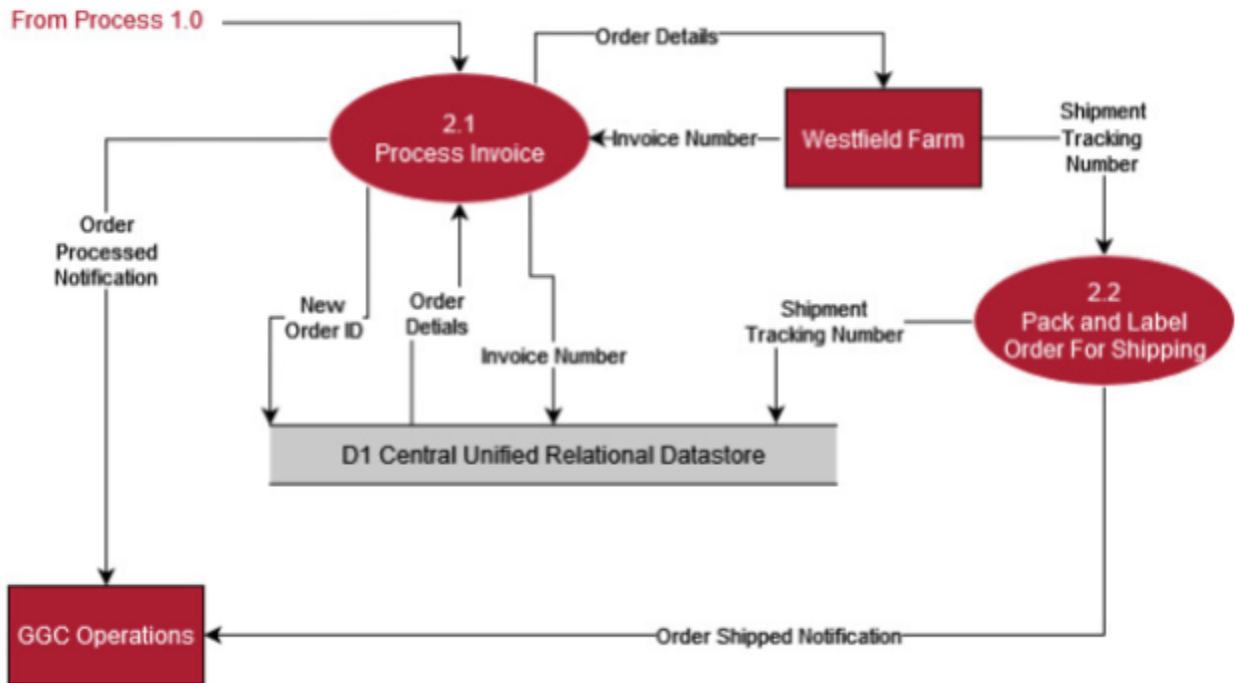 From Process 1.0
Order Details
2.1
Process Invoice
Invoice Number
Westfield Farm
Shipment
Tracking
Number
Order
Processed
Notification
New
Order ID
Order
Detials
Invoice Number
Shipment
Tracking Number
2.2
Pack and Label
Order For Shipping
D1 Central Unified Relational Datastore
GGC Operations
Order Shipped Notification